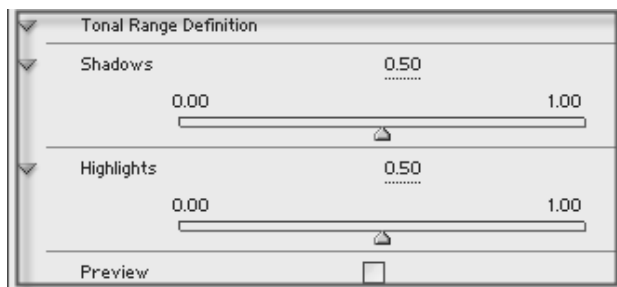 Tonal Range Definition
Shadows 0.50
0.00 1.00
Highlights 0.50
0.00 1.00
Preview